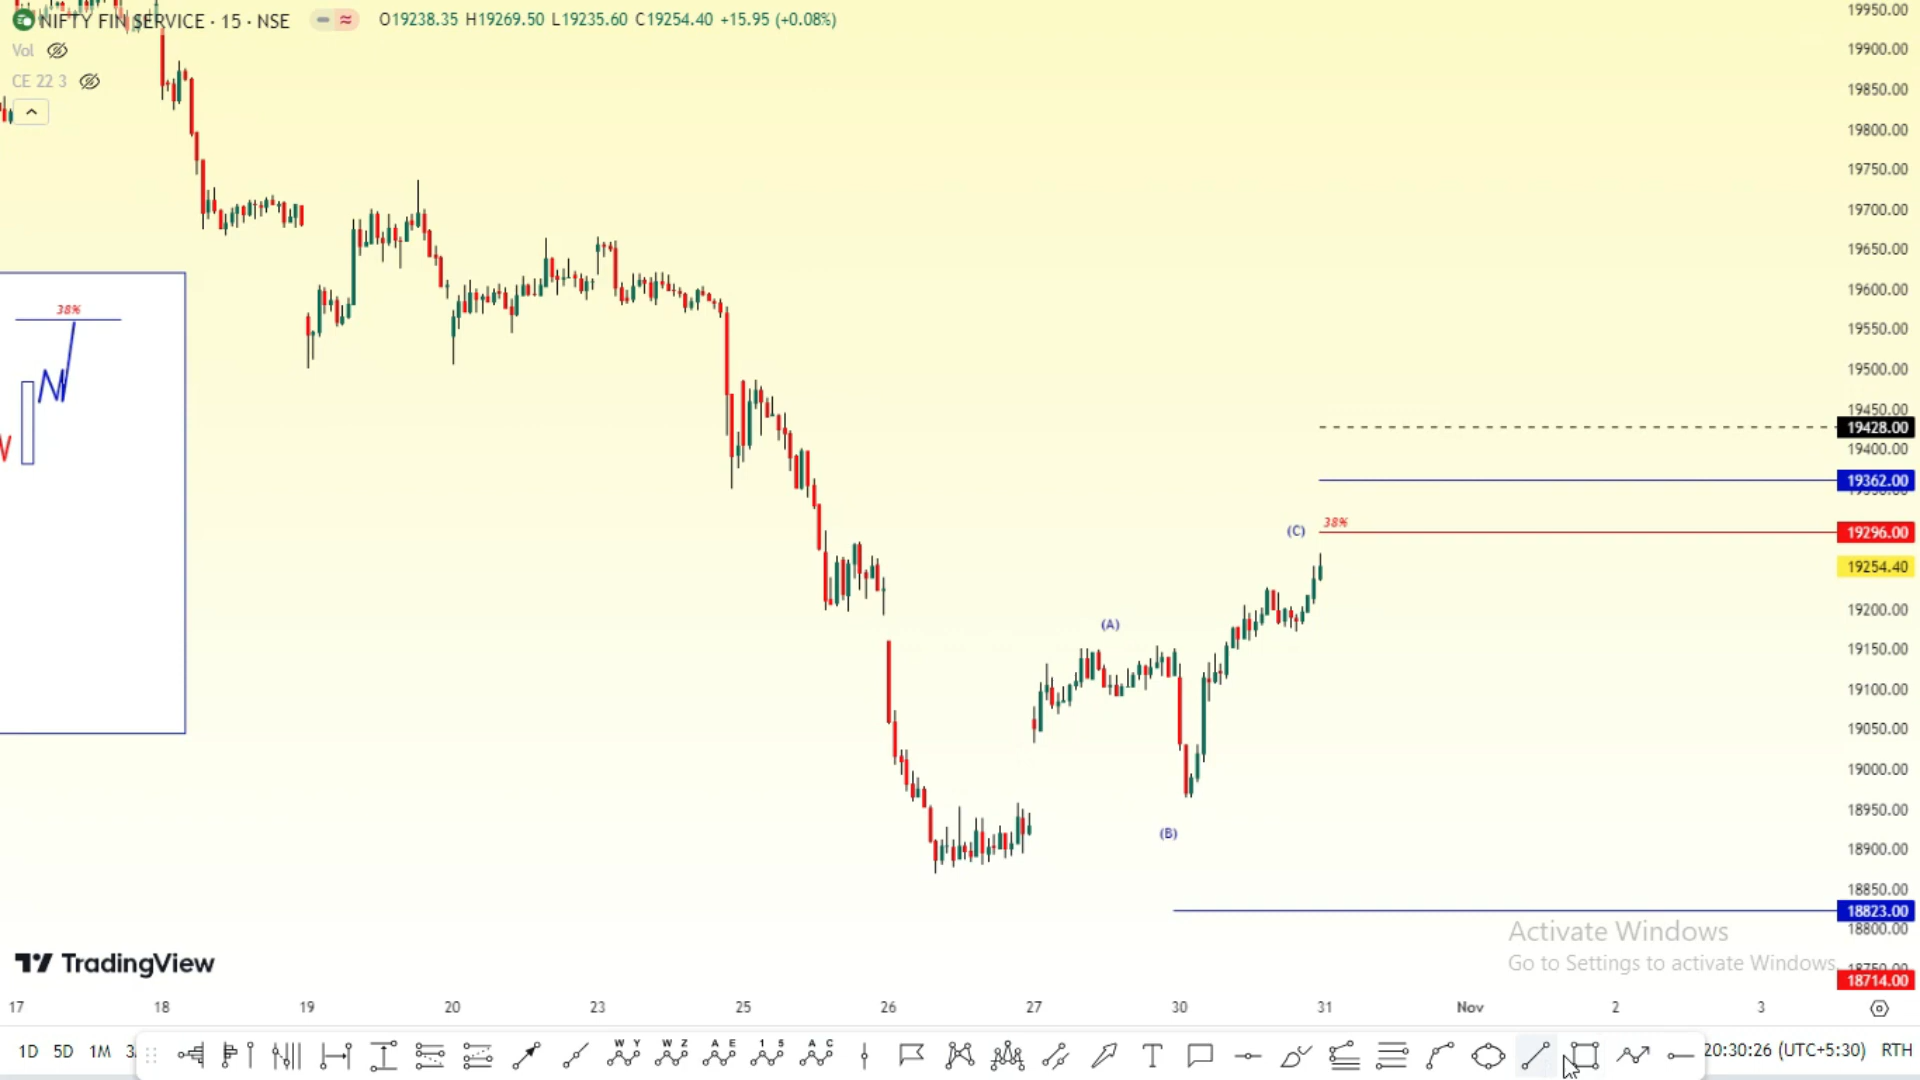 NIFTY FIN SERVICE · 15 · NSE
O19238.35 H19269.50 L19235.60 C19254.40 +15.95 (+0.08%)
Vol
CE 22 3
38%
N
(A)
(B)
(C)
38%
19950.00
19900.00
19850.00
19800.00
19750.00
19700.00
19650.00
19600.00
19550.00
19500.00
19450.00
19428.00
19400.00
19362.00
19296.00
19254.40
19200.00
19150.00
19100.00
19050.00
19000.00
18950.00
18900.00
18850.00
18823.00
18800.00
18714.00
Activate Windows
Go to Settings to activate Windows.
TradingView
17 18 19 20 23 25 26 27 30 31 Nov 2 3
1D 5D 1M
W Y
W Z
A E
1 5
A C
T
20:30:26 (UTC+5:30) RTH